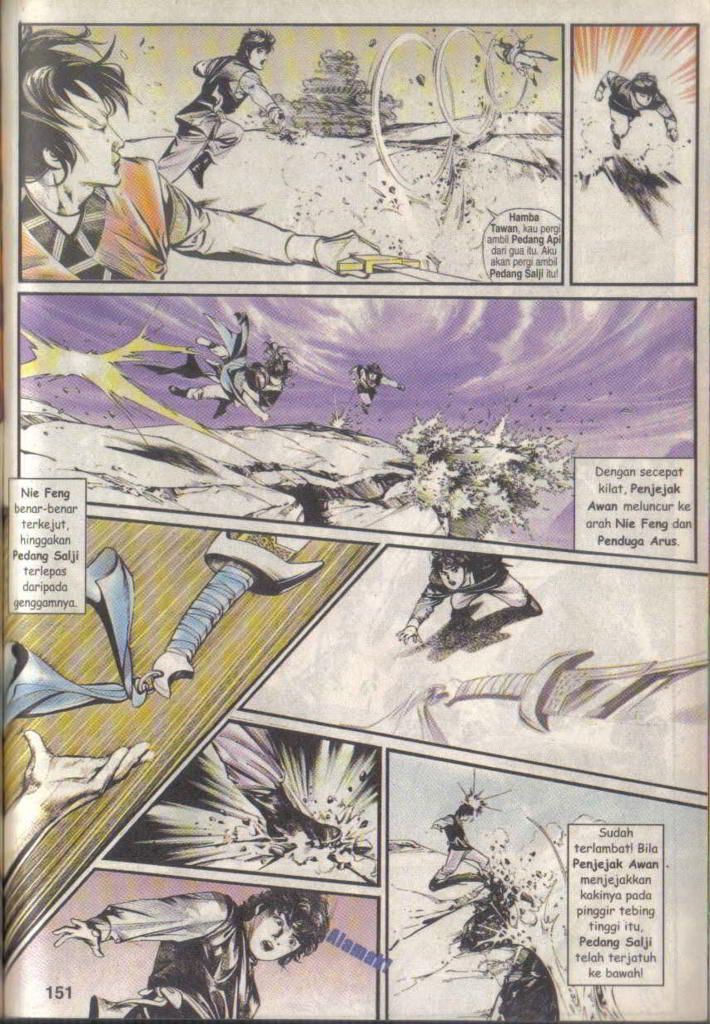 Hamba
Tawan, kau pergi
ambil Pedang Api
dari gua itu. Aku
akan pergi ambil
Pedang Salji itu!
Dengan secepat
kilat, Penjejak
Awan meluncur ke
arah Nie Feng dan
Penduga Arus.
Nie Feng
benar-benar
terkejut,
hinggakan
Pedang Salji
terlepas
daripada
genggamnya.
Sudah
terlambat! Bila
Penjejak Awan
menjejakkan
kakinya pada
pinggir tebing
tinggi itu,
Pedang Salji
telah terjatuh
ke bawah!
Alamak!
151